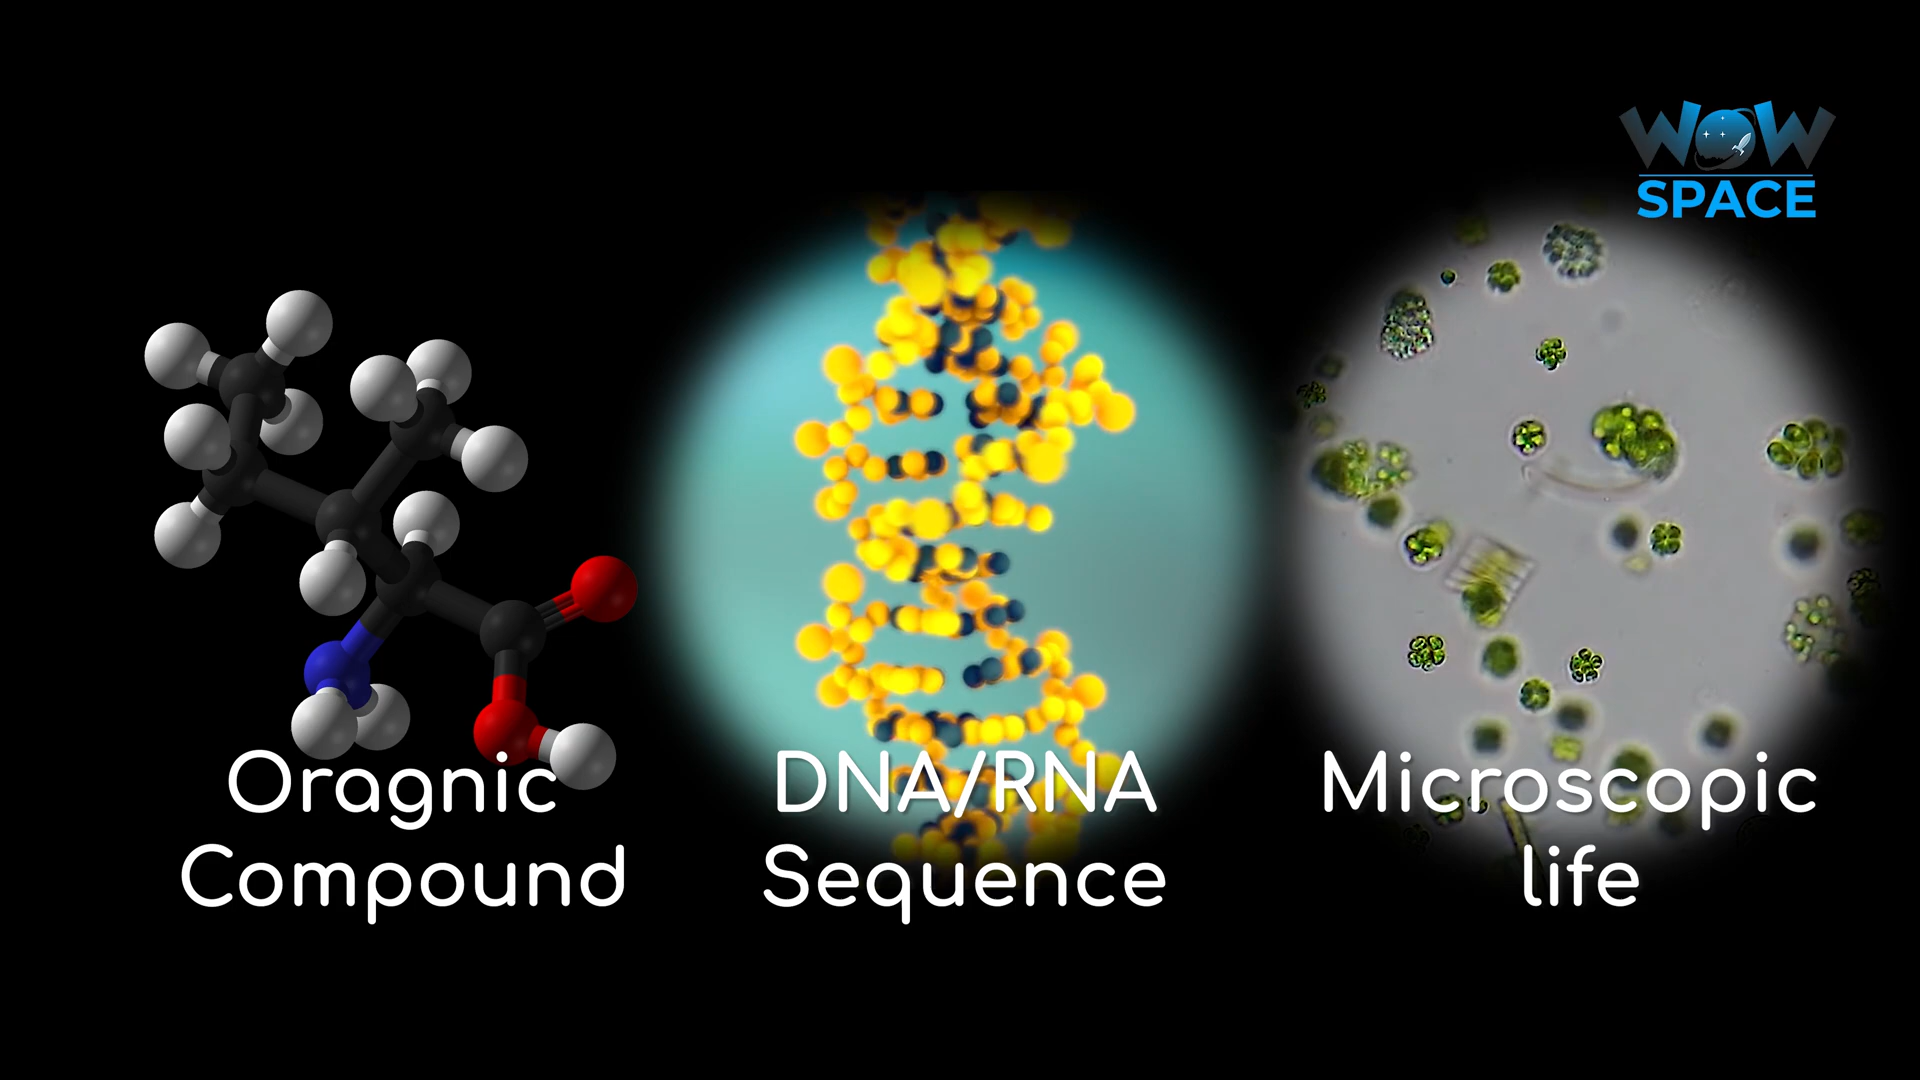 WOW
SPACE
Oragnic
Compound
DNA/RNA
Sequence
Microscopic
life